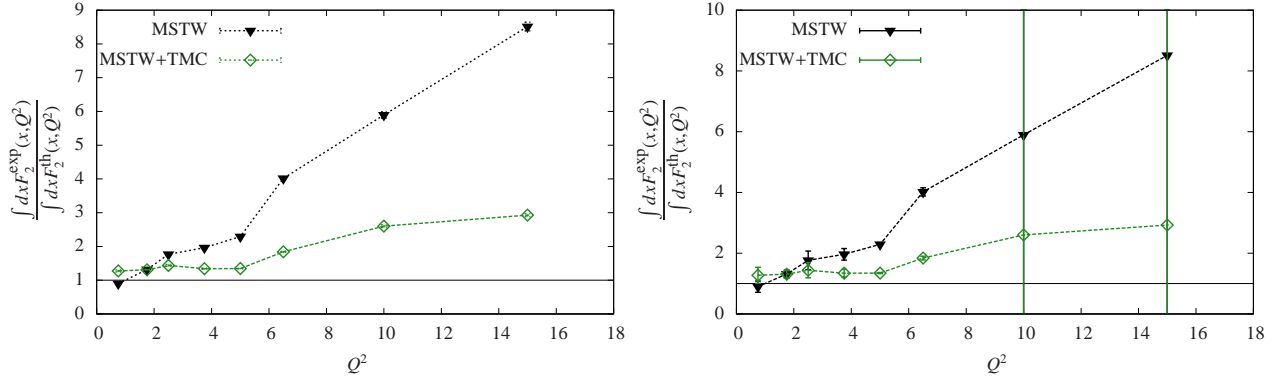 MSTW
MSTW+TMC
∫ dxF₂^exp(x,Q²)
∫ dxF₂^th(x,Q²)
9
8
7
6
5
4
3
2
1
0
0 2 4 6 8 10 12 14 16 18
Q²
MSTW
MSTW+TMC
∫ dxF₂^exp(x,Q²)
∫ dxF₂^th(x,Q²)
10
8
6
4
2
0
0 2 4 6 8 10 12 14 16 18
Q²